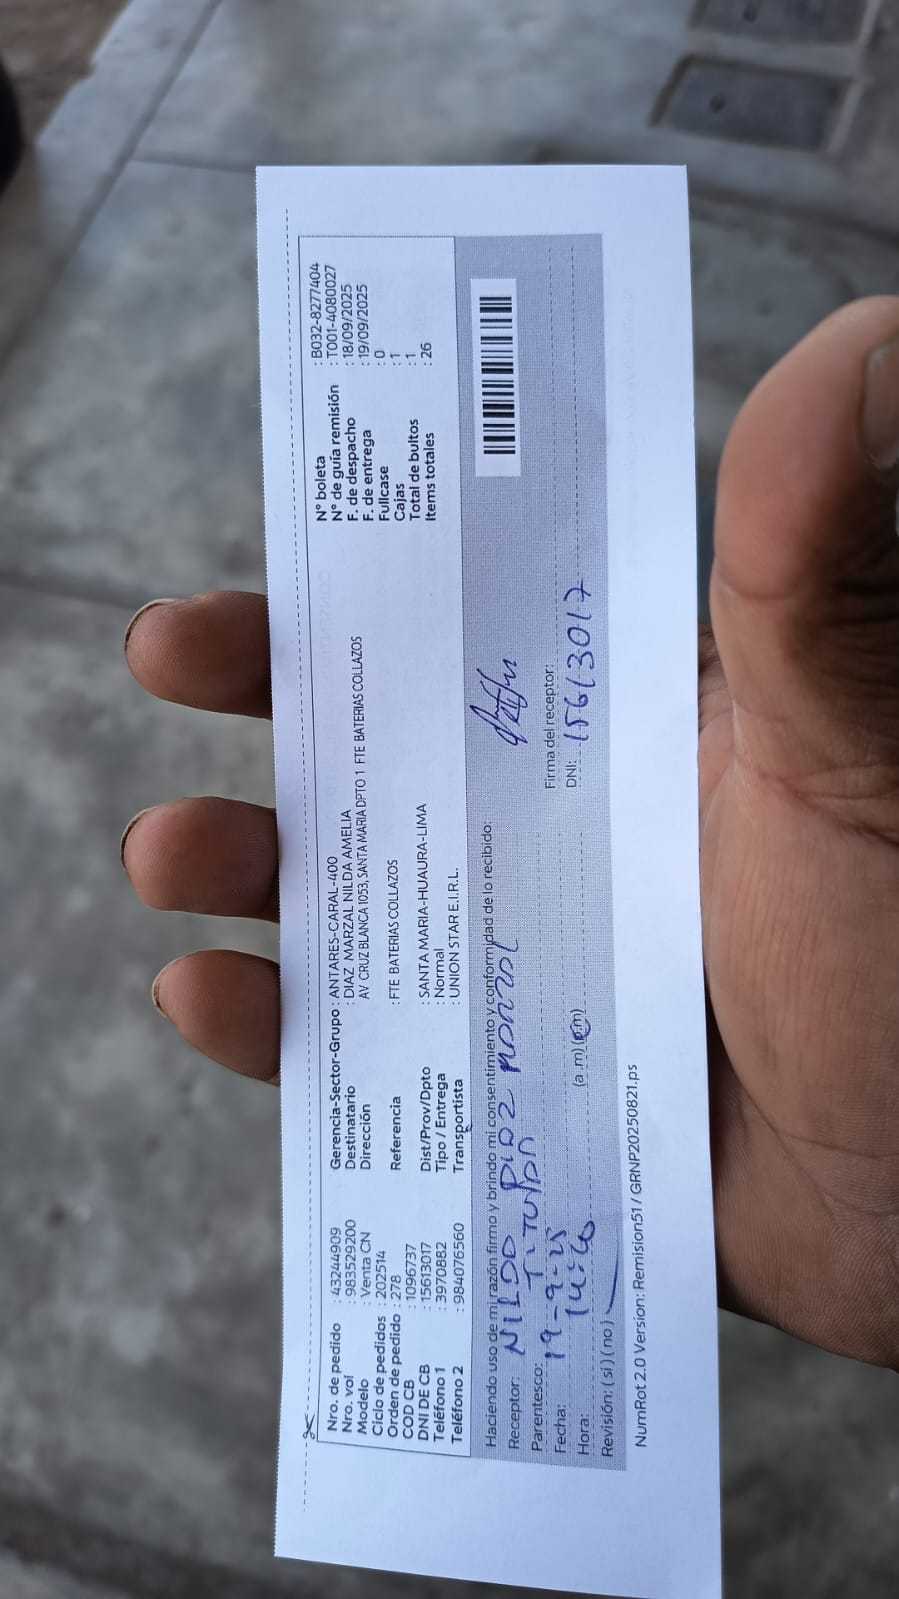 Nro. de pedido : 43244909
Nro. vol : 983529200
Modelo : Venta CN
Ciclo de pedidos : 202514
Orden de pedido : 278
COD CB : 1096737
DNI DE CB : 15613017
Teléfono 1 : 3970882
Teléfono 2 : 984076560
Gerencia-Sector-Grupo : ANTARES-CARAL-400
Destinatario : DIAZ MARZAL NILDA AMELIA
Dirección AV CRUZ BLANCA 1053, SANTA MARIA DPTO 1 FTE BATERIAS COLLAZOS
Referencia : FTE BATERIAS COLLAZOS
Dist/Prov/Dpto : SANTA MARIA-HUAURA-LIMA
Tipo / Entrega : Normal
Transportista : UNION STAR E.I.R.L.
N° boleta : B032-8277404
N° de guía remisión : T001-4080027
F. de despacho : 18/09/2025
F. de entrega : 19/09/2025
Fullcase : 0
Cajas : 1
Total de bultos : 1
Items totales : 26
Haciendo uso de mi razón firmo y brindo mi consentimiento y conformidad de lo recibido:
Receptor: DIAZ
Parentesco:
Fecha: 19-9-25
Hora: (a m) (p.m)
Revisión: ( si ) ( no )
Firma del receptor:
DNI: 15613017
NumRot 2.0 Version: Remision51 / GRNP20250821.ps